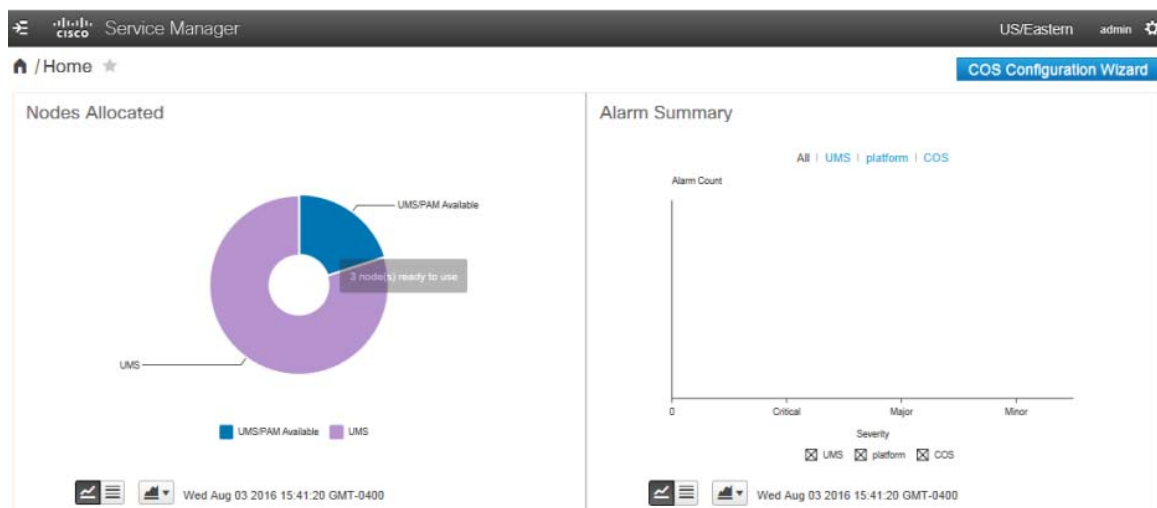 cisco Service Manager US/Eastern admin
/ Home COS Configuration Wizard
Nodes Allocated
UMS/PAM Available
3 node(s) ready to use
UMS
UMS/PAM Available UMS
Wed Aug 03 2016 15:41:20 GMT-0400
Alarm Summary
All | UMS | platform | COS
Alarm Count
0 Critical Major Minor
Severity
UMS platform COS
Wed Aug 03 2016 15:41:20 GMT-0400